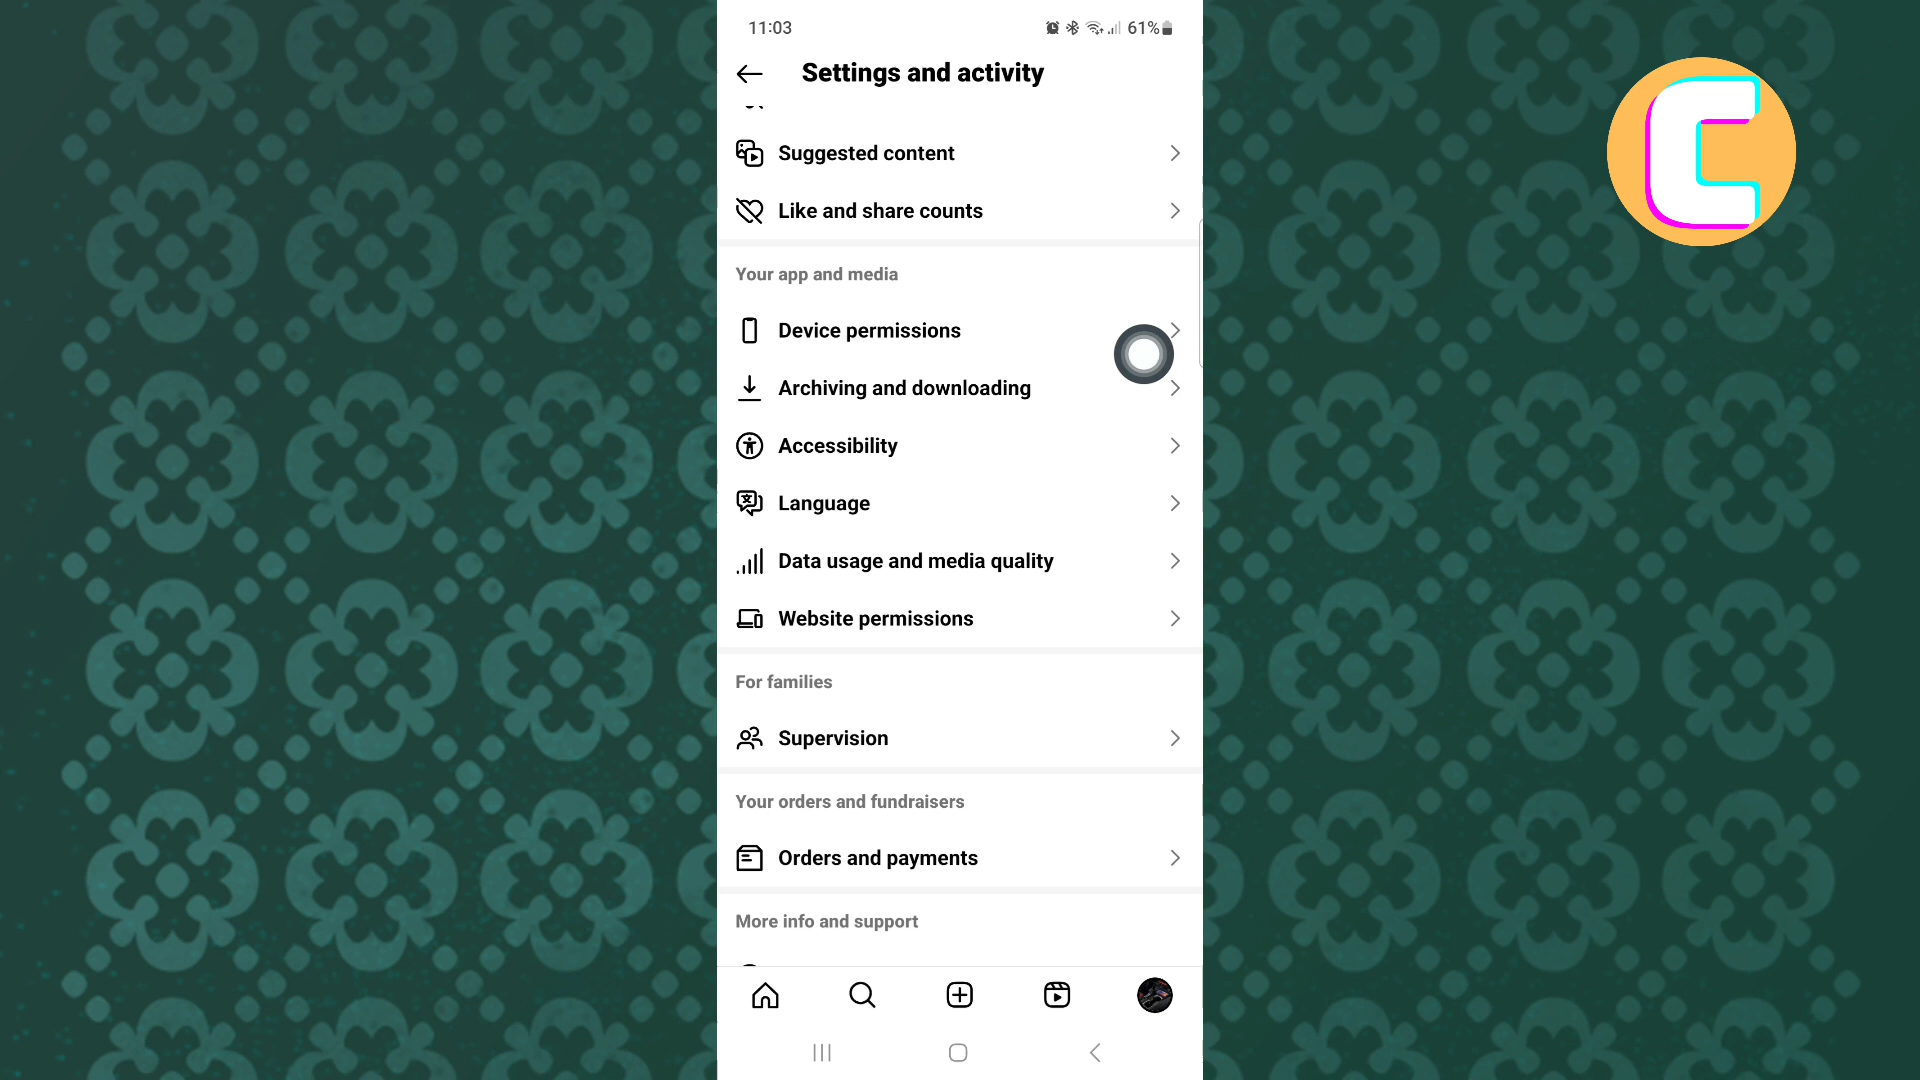 11:03
61%
Settings and activity
Suggested content
Like and share counts
Your app and media
Device permissions
Archiving and downloading
Accessibility
Language
Data usage and media quality
Website permissions
For families
Supervision
Your orders and fundraisers
Orders and payments
More info and support
C